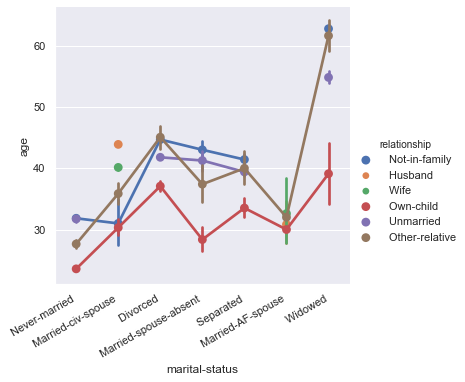 60
50
40
30
age
Never-married
Married-civ-spouse
Divorced
Married-spouse-absent
Separated
Married-AF-spouse
Widowed
marital-status
relationship
Not-in-family
Husband
Wife
Own-child
Unmarried
Other-relative